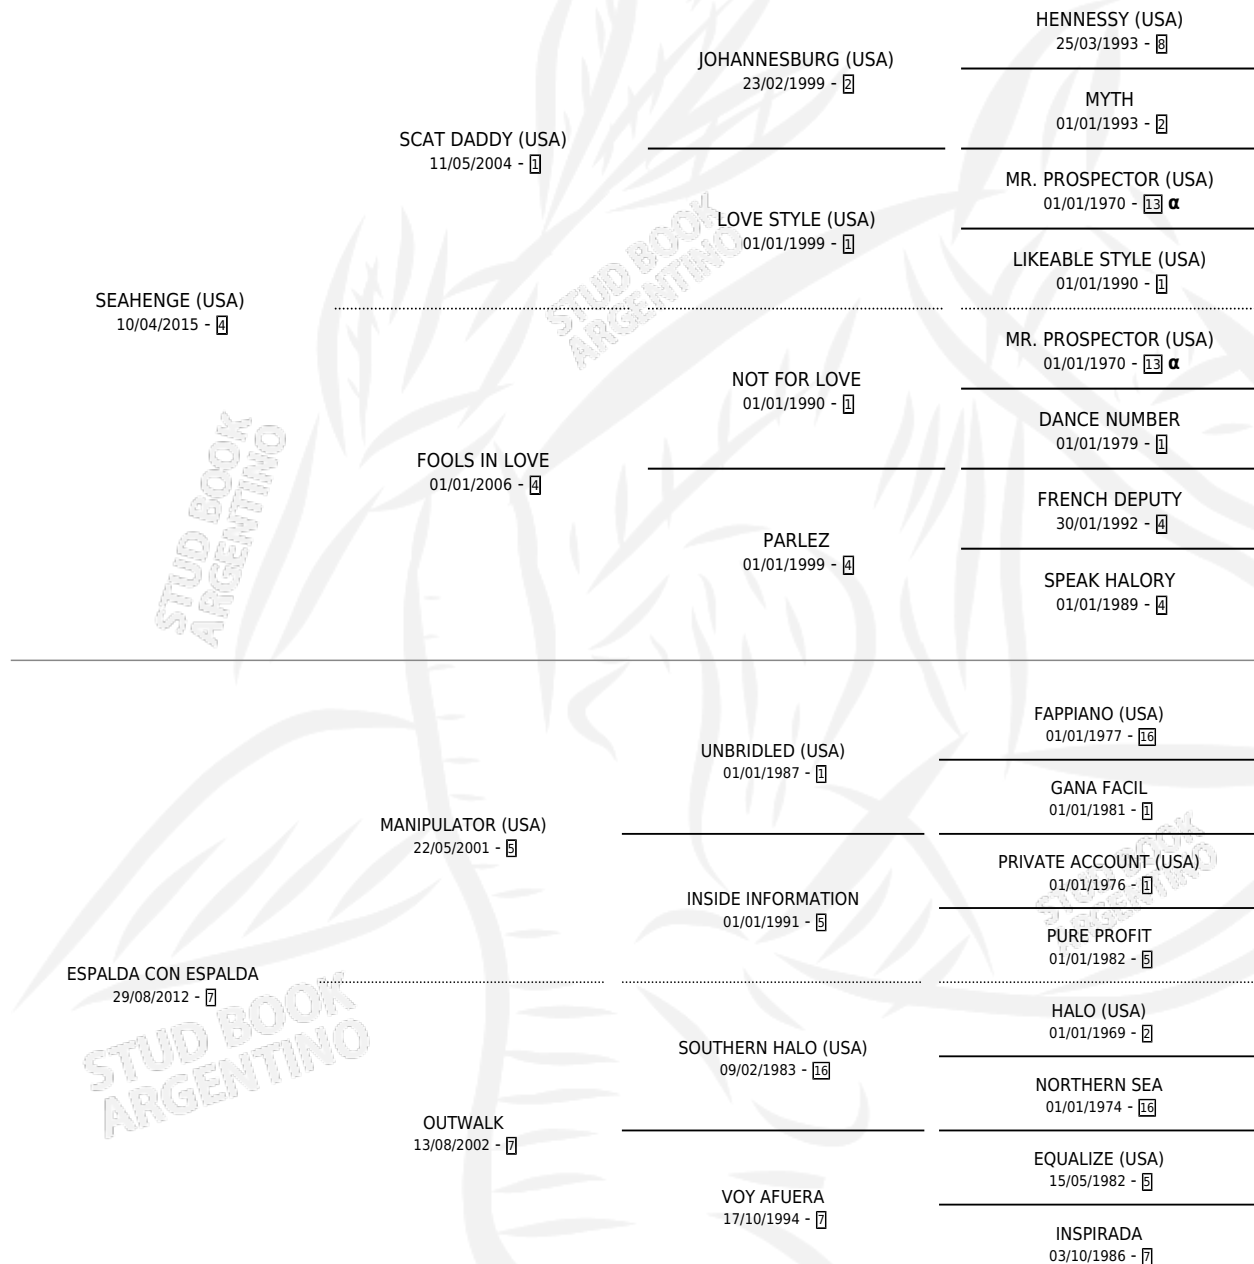 HENNESSY (USA)
25/03/1993 - 8
JOHANNESBURG (USA)
23/02/1999 - 2
MYTH
01/01/1993 - 2
SCAT DADDY (USA)
11/05/2004 - 1
MR. PROSPECTOR (USA)
01/01/1970 - 13 α
LOVE STYLE (USA)
01/01/1999 - 1
LIKEABLE STYLE (USA)
01/01/1990 - 1
SEAHENGE (USA)
10/04/2015 - 4
MR. PROSPECTOR (USA)
01/01/1970 - 13 α
NOT FOR LOVE
01/01/1990 - 1
DANCE NUMBER
01/01/1979 - 1
FOOLS IN LOVE
01/01/2006 - 4
FRENCH DEPUTY
30/01/1992 - 4
PARLEZ
01/01/1999 - 4
SPEAK HALORY
01/01/1989 - 4
FAPPIANO (USA)
01/01/1977 - 16
UNBRIDLED (USA)
01/01/1987 - 1
GANA FACIL
01/01/1981 - 1
MANIPULATOR (USA)
22/05/2001 - 5
PRIVATE ACCOUNT (USA)
01/01/1976 - 1
INSIDE INFORMATION
01/01/1991 - 5
PURE PROFIT
01/01/1982 - 5
ESPALDA CON ESPALDA
29/08/2012 - 7
HALO (USA)
01/01/1969 - 2
SOUTHERN HALO (USA)
09/02/1983 - 16
NORTHERN SEA
01/01/1974 - 16
OUTWALK
13/08/2002 - 7
EQUALIZE (USA)
15/05/1982 - 5
VOY AFUERA
17/10/1994 - 7
INSPIRADA
03/10/1986 - 7
STUD BOOK
ARGENTINO
STUD BOOK
ARGENTINO
STUD BOOK
ARGENTINO
STUD BOOK
ARGENTINO